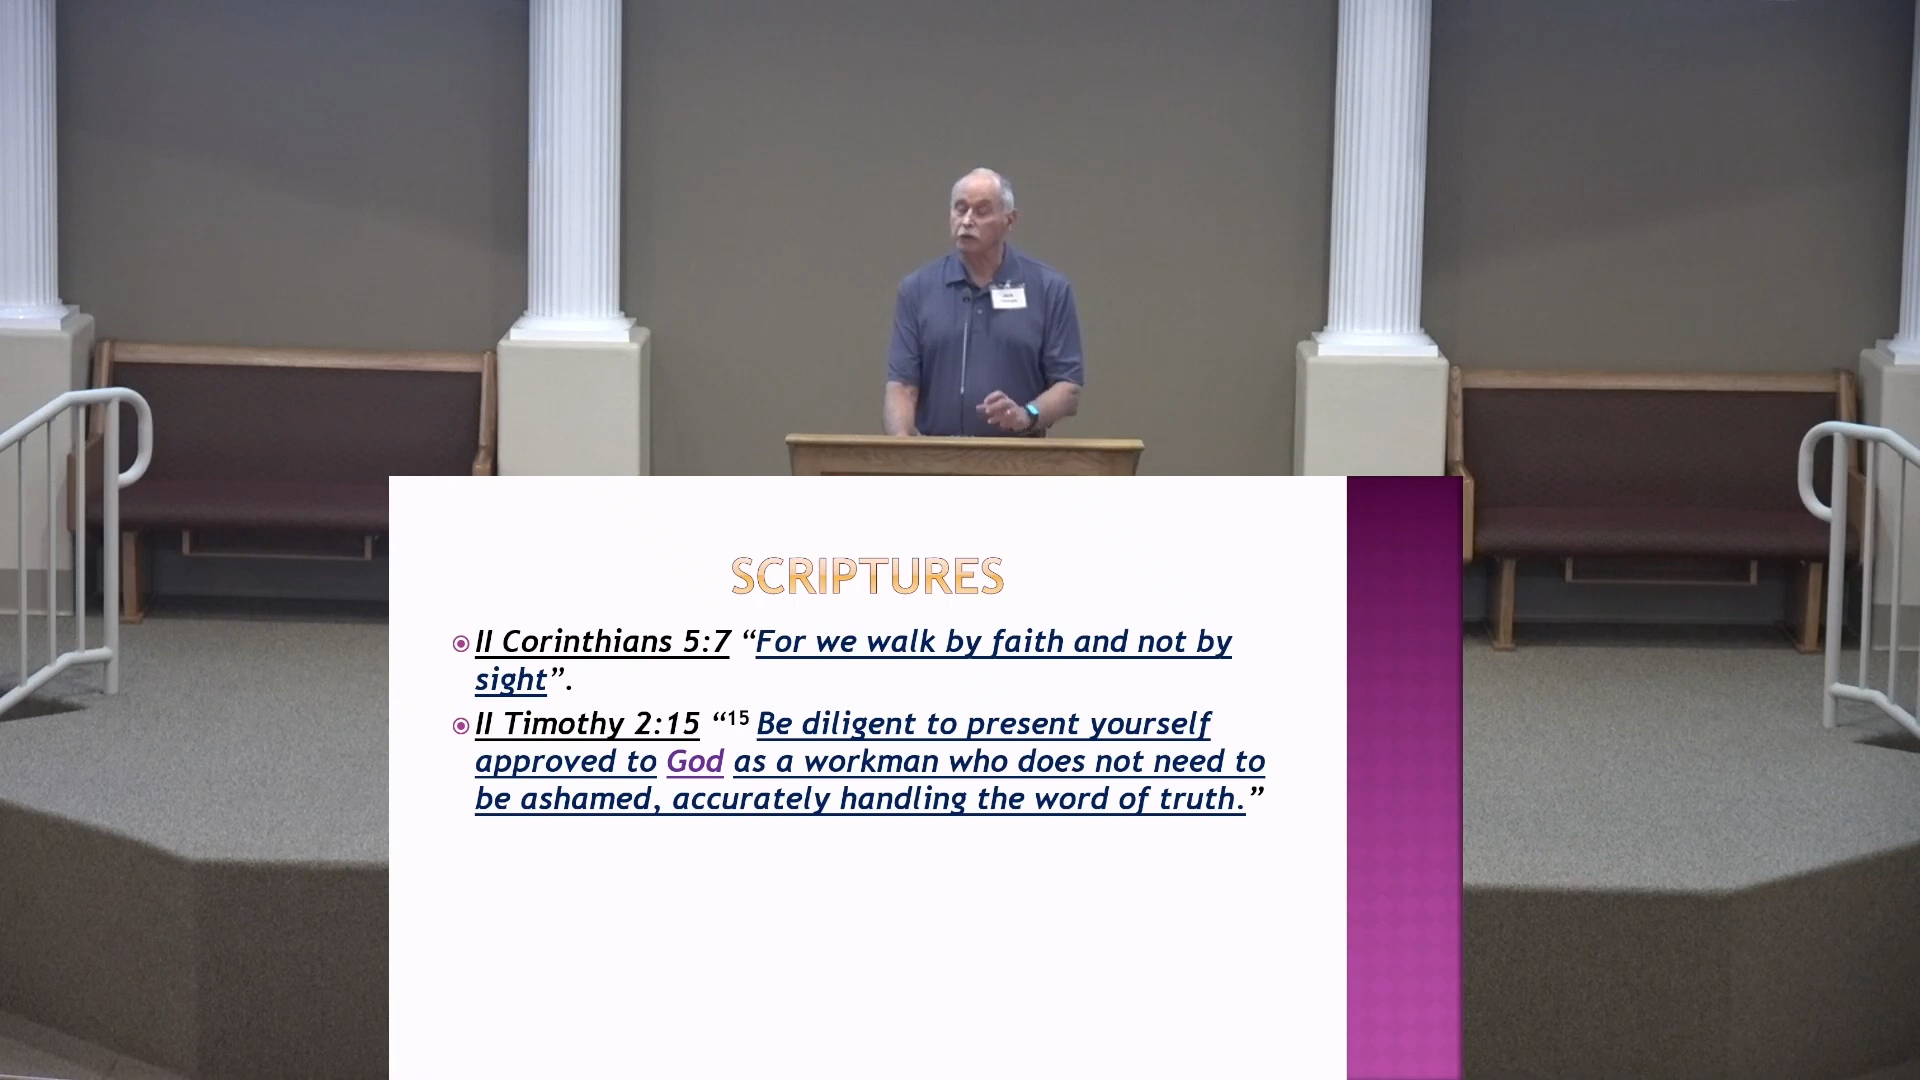 SCRIPTURES
II Corinthians 5:7 “For we walk by faith and not by
sight”.
II Timothy 2:15 “15 Be diligent to present yourself
approved to God as a workman who does not need to
be ashamed, accurately handling the word of truth.”